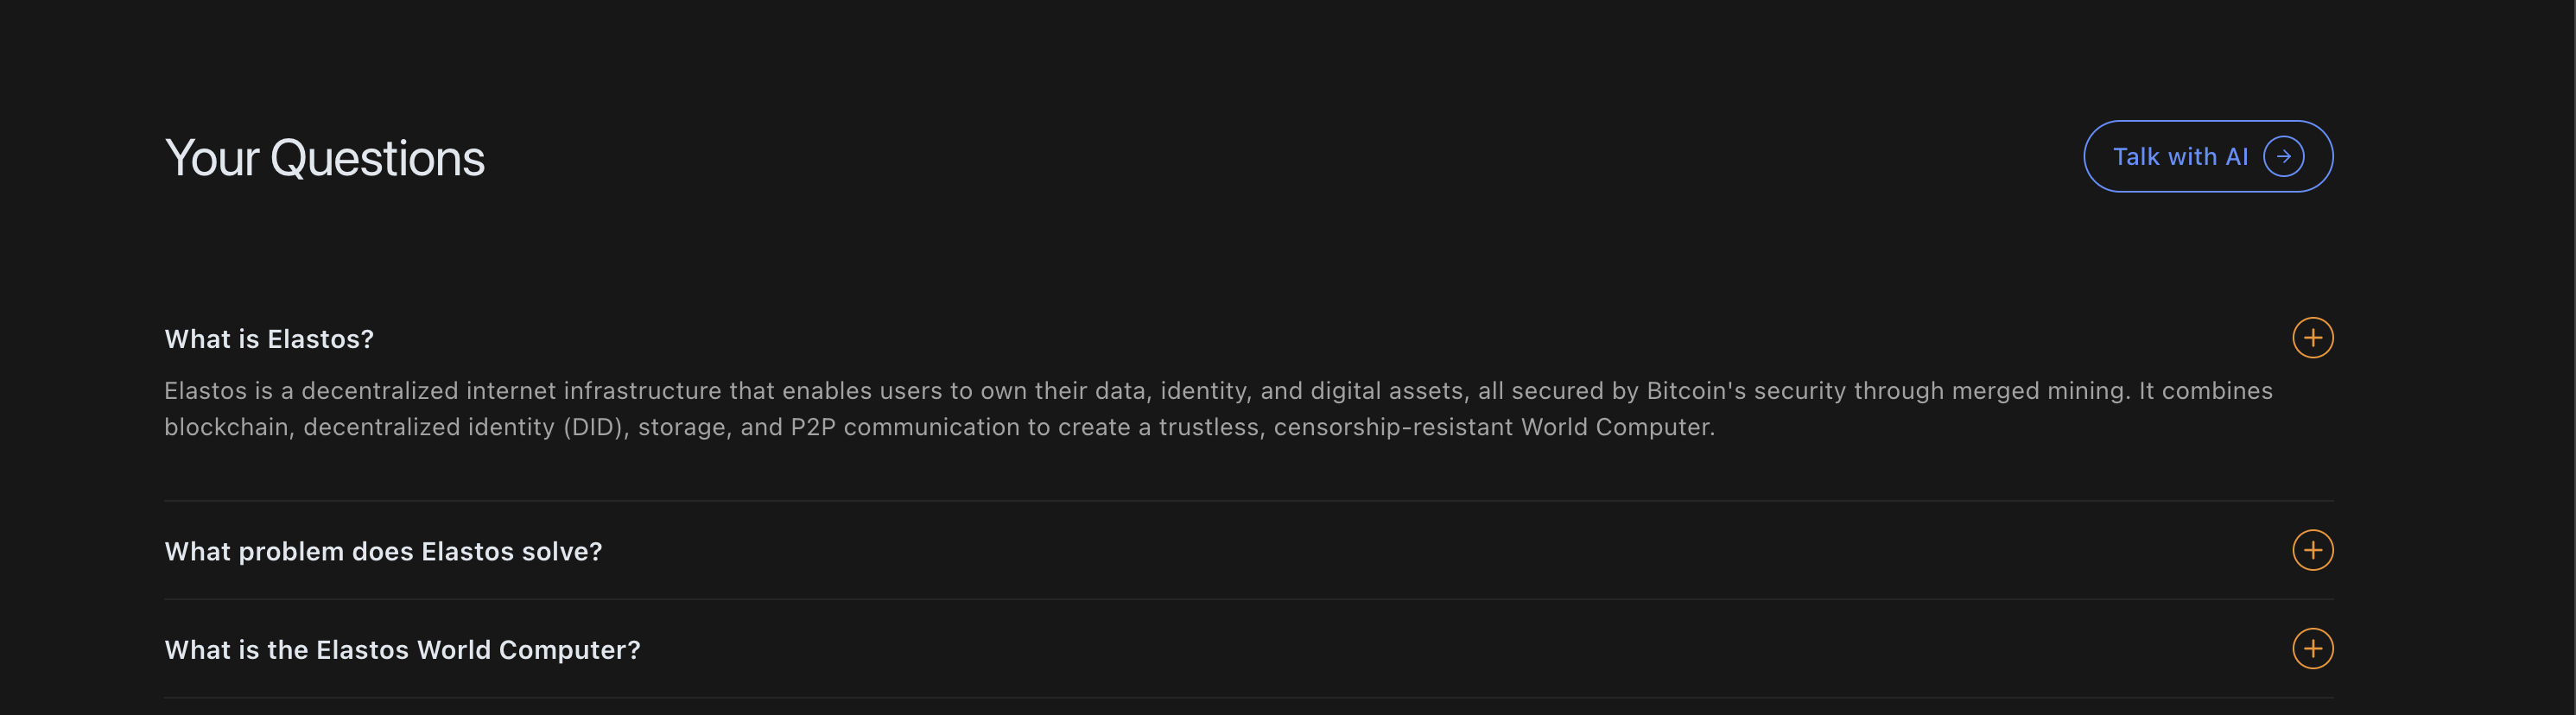 Your Questions
Talk with AI
What is Elastos?
Elastos is a decentralized internet infrastructure that enables users to own their data, identity, and digital assets, all secured by Bitcoin's security through merged mining. It combines
blockchain, decentralized identity (DID), storage, and P2P communication to create a trustless, censorship-resistant World Computer.
What problem does Elastos solve?
What is the Elastos World Computer?